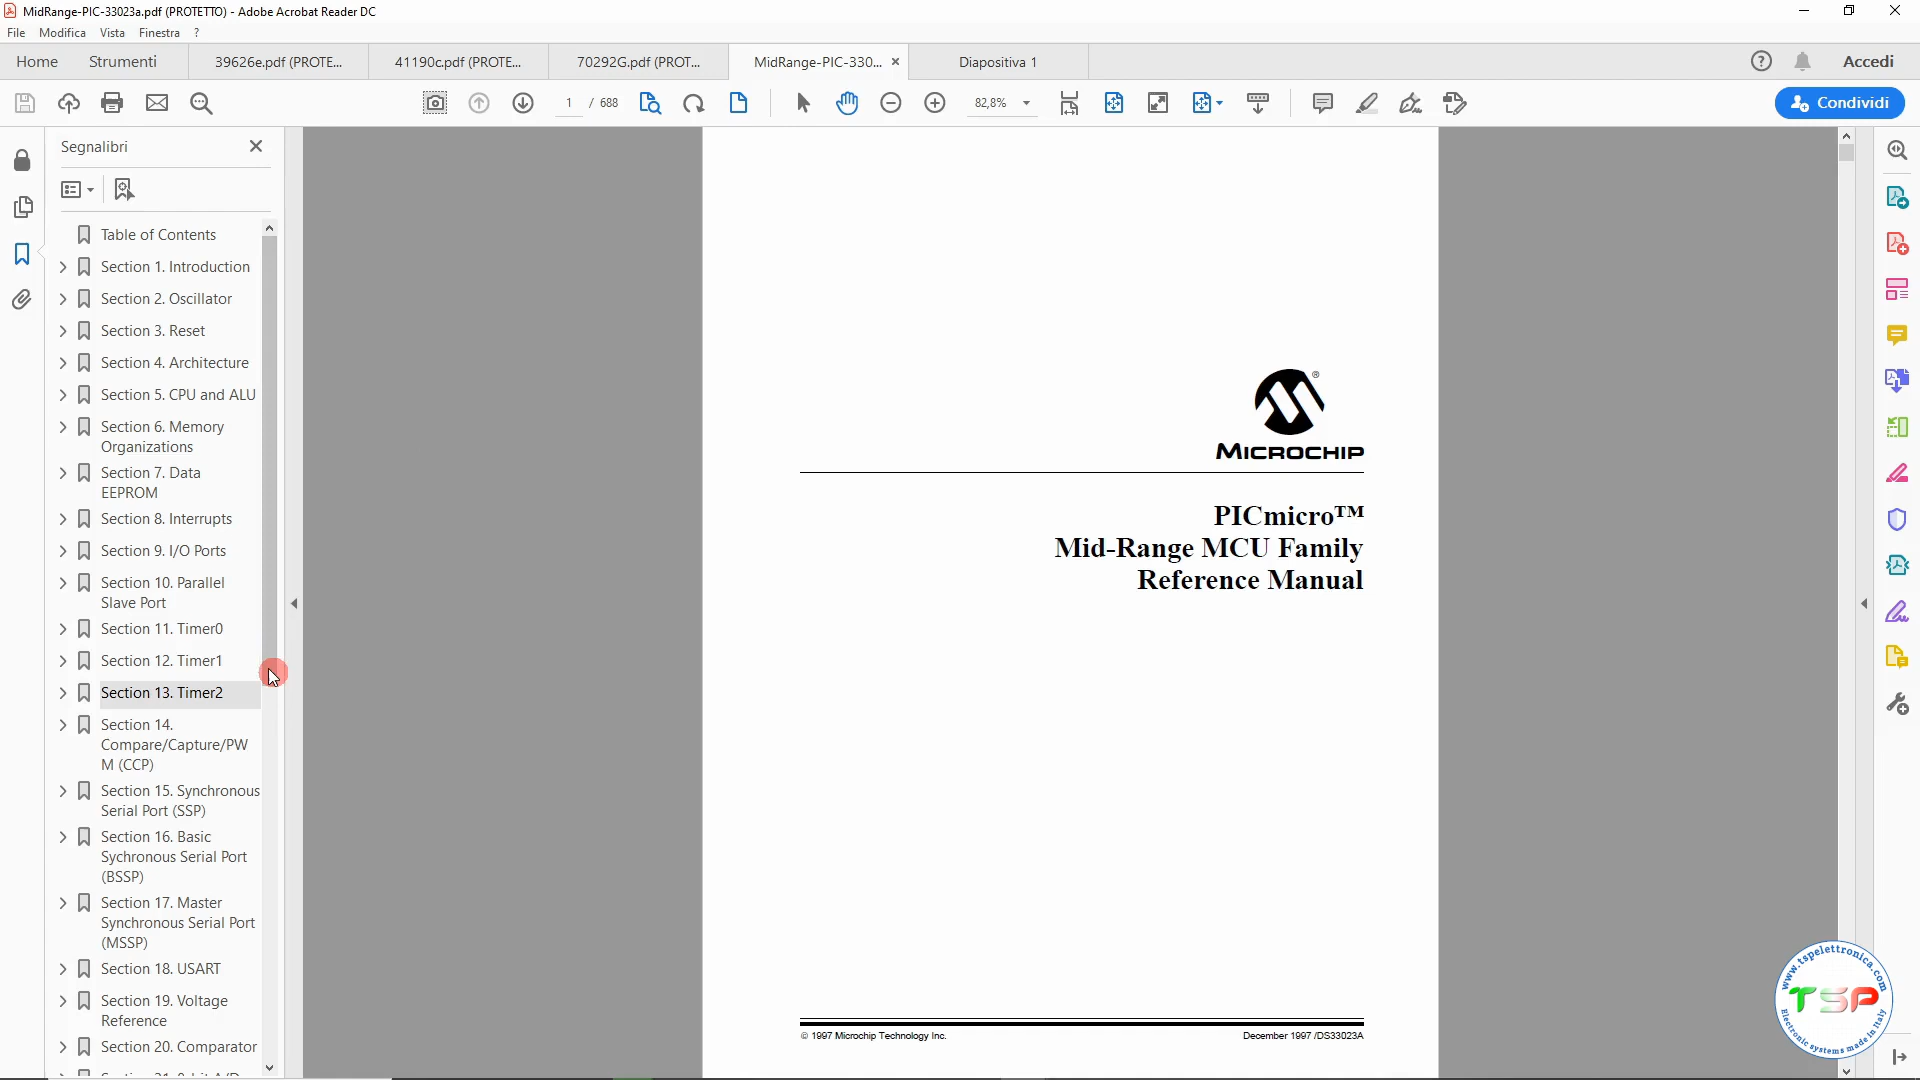 MidRange-PIC-33023a.pdf (PROTETTO) - Adobe Acrobat Reader DC
File Modifica Vista Finestra ?
Home Strumenti 39626e.pdf (PROTE... 41190c.pdf (PROTE... 70292G.pdf (PROT... MidRange-PIC-330... × Diapositiva 1 Accedi
1 / 688 82,8% Condividi
Segnalibri
Table of Contents
Section 1. Introduction
Section 2. Oscillator
Section 3. Reset
Section 4. Architecture
Section 5. CPU and ALU
Section 6. Memory
Organizations
Section 7. Data
EEPROM
Section 8. Interrupts
Section 9. I/O Ports
Section 10. Parallel
Slave Port
Section 11. Timer0
Section 12. Timer1
Section 13. Timer2
Section 14.
Compare/Capture/PW
M (CCP)
Section 15. Synchronous
Serial Port (SSP)
Section 16. Basic
Sychronous Serial Port
(BSSP)
Section 17. Master
Synchronous Serial Port
(MSSP)
Section 18. USART
Section 19. Voltage
Reference
Section 20. Comparator
MICROCHIP
PICmicro™
Mid-Range MCU Family
Reference Manual
© 1997 Microchip Technology Inc. December 1997 /DS33023A
www.tspelettronica.com
TSP
Electronic systems made in Italy